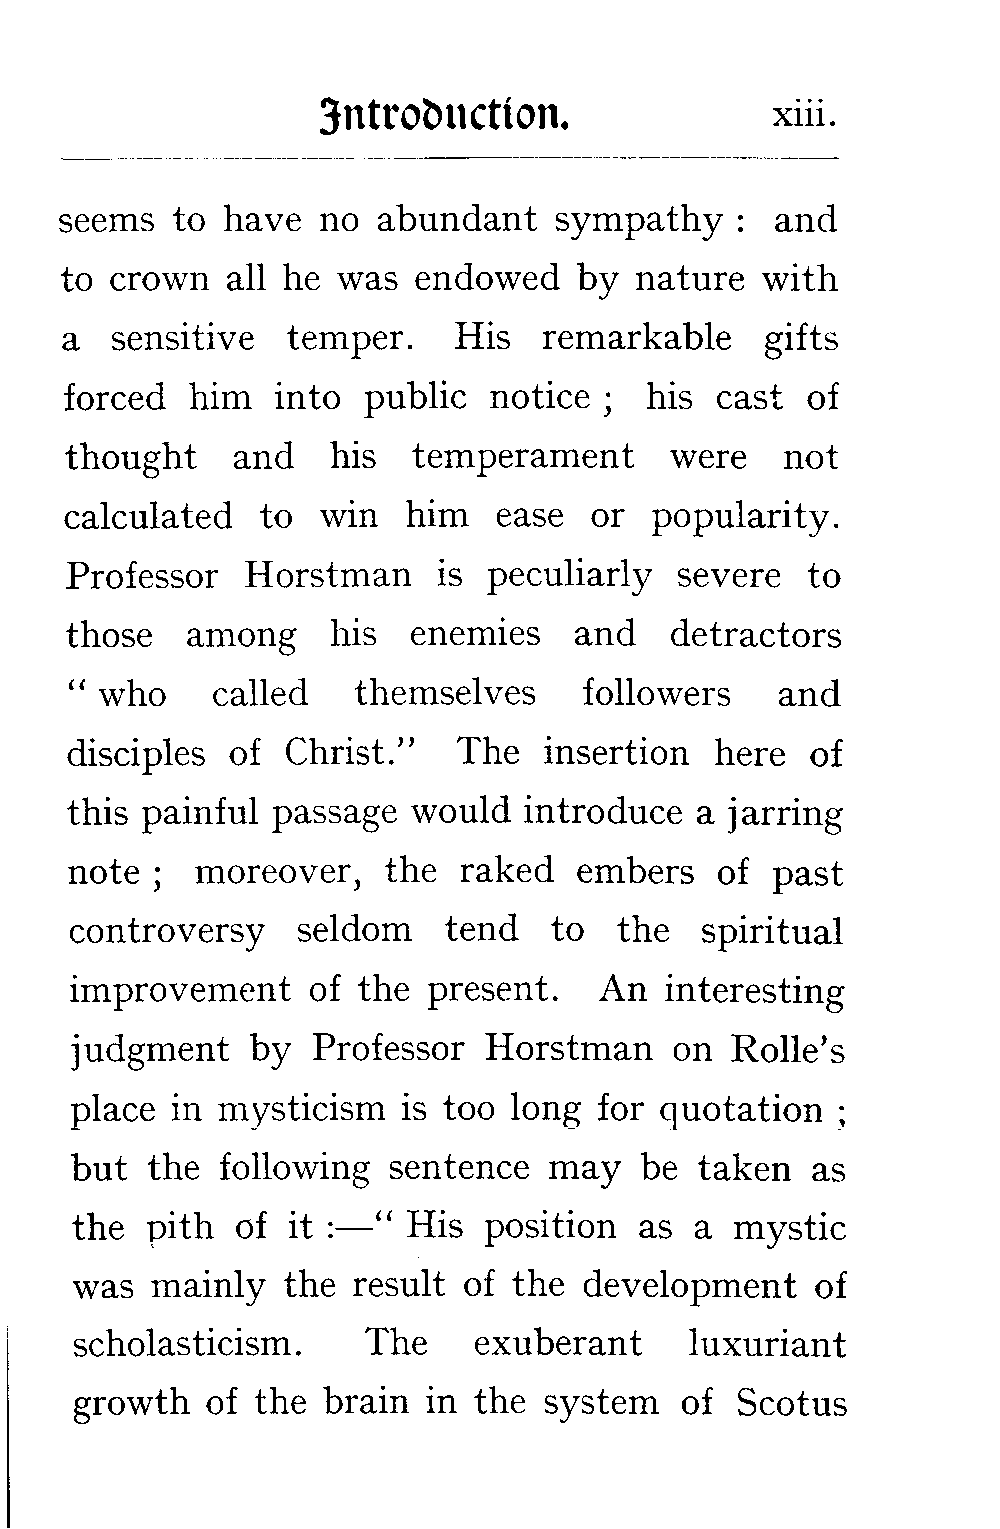 Introduction. xiii.
seems to have no abundant sympathy : and
to crown all he was endowed by nature with
a sensitive temper. His remarkable gifts
forced him into public notice ; his cast of
thought and his temperament were not
calculated to win him ease or popularity.
Professor Horstman is peculiarly severe to
those among his enemies and detractors
“ who called themselves followers and
disciples of Christ.” The insertion here of
this painful passage would introduce a jarring
note ; moreover, the raked embers of past
controversy seldom tend to the spiritual
improvement of the present. An interesting
judgment by Professor Horstman on Rolle’s
place in mysticism is too long for quotation ;
but the following sentence may be taken as
the pith of it :—“ His position as a mystic
was mainly the result of the development of
scholasticism. The exuberant luxuriant
growth of the brain in the system of Scotus